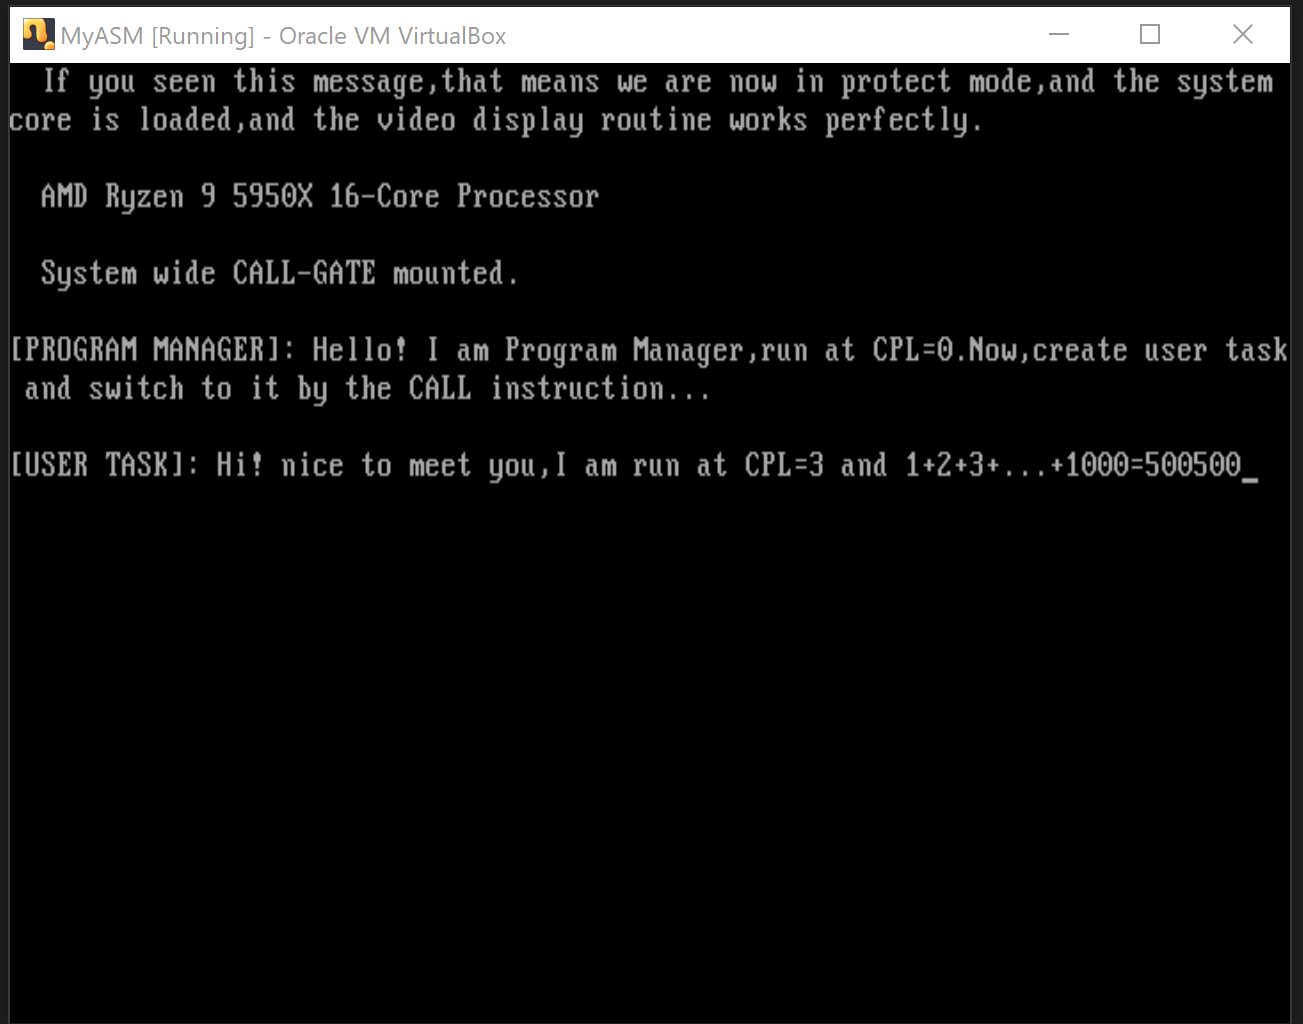 MyASM [Running] - Oracle VM VirtualBox
If you seen this message,that means we are now in protect mode,and the system
core is loaded,and the video display routine works perfectly.
AMD Ryzen 9 5950X 16-Core Processor
System wide CALL-GATE mounted.
[PROGRAM MANAGER]: Hello! I am Program Manager,run at CPL=0.Now,create user task
and switch to it by the CALL instruction...
[USER TASK]: Hi! nice to meet you,I am run at CPL=3 and 1+2+3+...+1000=500500_